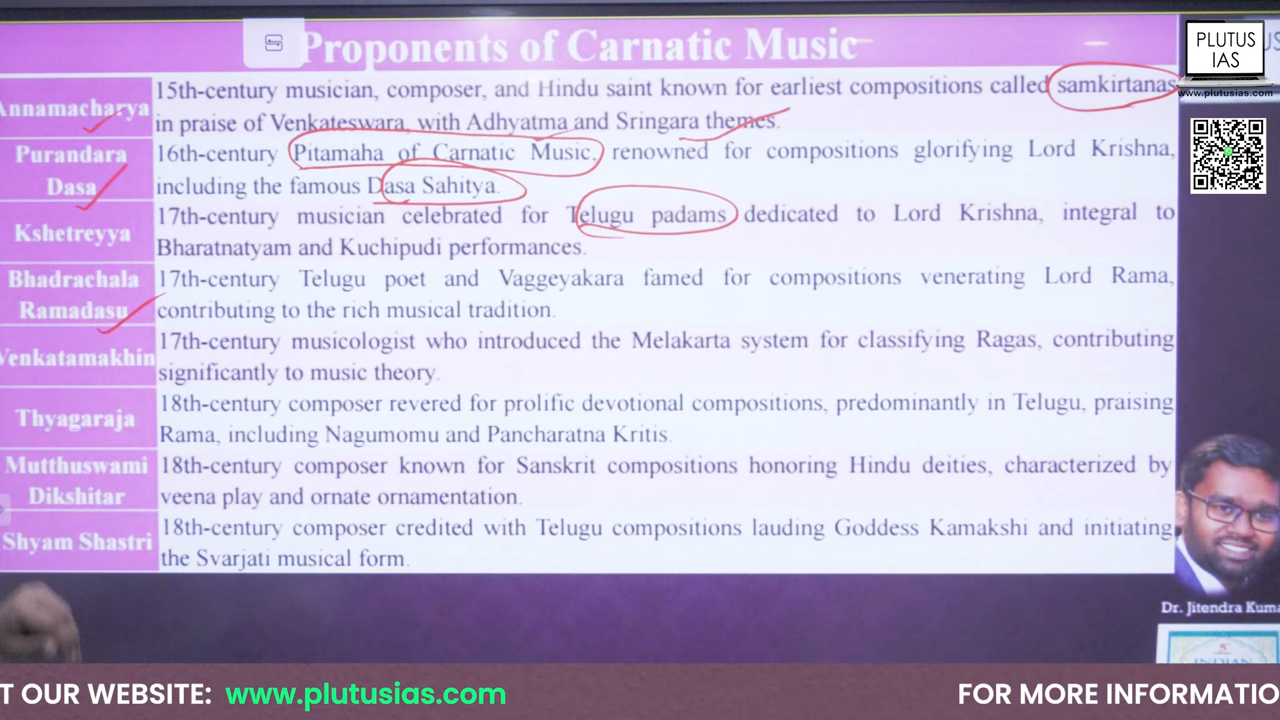 Proponents of Carnatic Music
PLUTUS
IAS
www.plutusias.com
Annamacharya
15th-century musician, composer, and Hindu saint known for earliest compositions called samkirtanas
in praise of Venkateswara, with Adhyatma and Sringara themes.
Purandara
Dasa
16th-century Pitamaha of Carnatic Music, renowned for compositions glorifying Lord Krishna,
including the famous Dasa Sahitya.
Kshetreyya
17th-century musician celebrated for Telugu padams dedicated to Lord Krishna, integral to
Bharatnatyam and Kuchipudi performances.
Bhadrachala
Ramadasu
17th-century Telugu poet and Vaggeyakara famed for compositions venerating Lord Rama,
contributing to the rich musical tradition.
Venkatamakhin
17th-century musicologist who introduced the Melakarta system for classifying Ragas, contributing
significantly to music theory.
Thyagaraja
18th-century composer revered for prolific devotional compositions, predominantly in Telugu, praising
Rama, including Nagumomu and Pancharatna Kritis.
Mutthuswami
Dikshitar
18th-century composer known for Sanskrit compositions honoring Hindu deities, characterized by
veena play and ornate ornamentation.
Shyam Shastri
18th-century composer credited with Telugu compositions lauding Goddess Kamakshi and initiating
the Svarjati musical form.
Dr. Jitendra Kuma
INDIAN
T OUR WEBSITE: www.plutusias.com
FOR MORE INFORMATIO